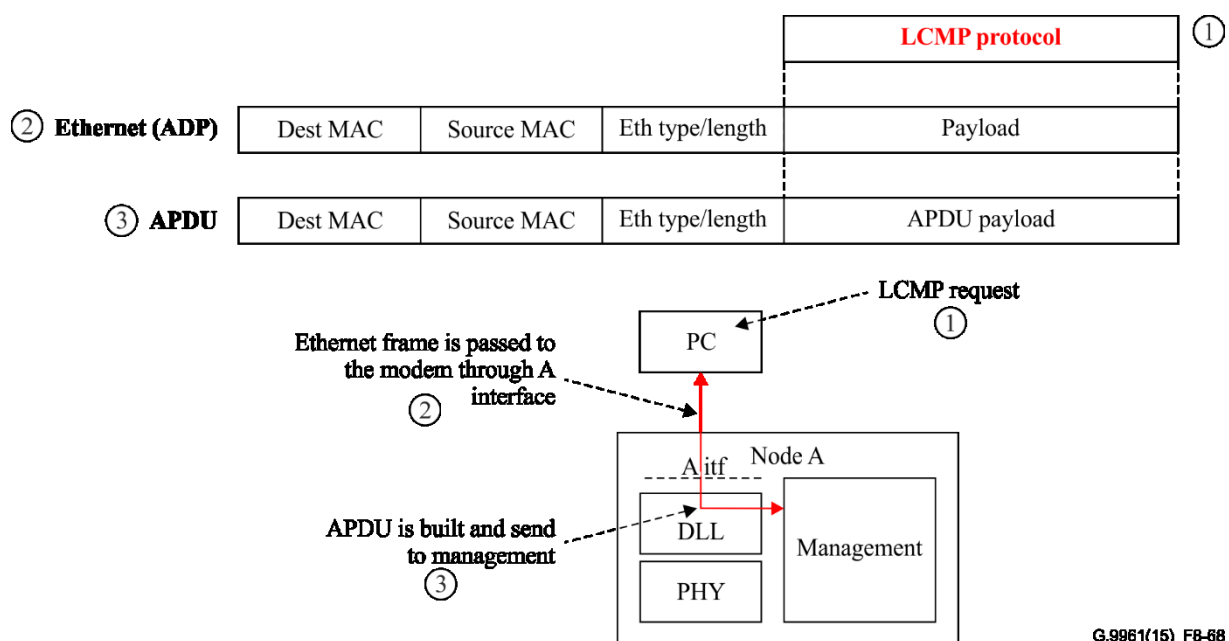 LCMP protocol
①
② Ethernet (ADP)
Dest MAC
Source MAC
Eth type/length
Payload
③ APDU
Dest MAC
Source MAC
Eth type/length
APDU payload
LCMP request
①
PC
Ethernet frame is passed to
the modem through A
interface
②
Node A
A itf
DLL
APDU is built and send
to management
③
Management
PHY
G.9961(15)_F8-68